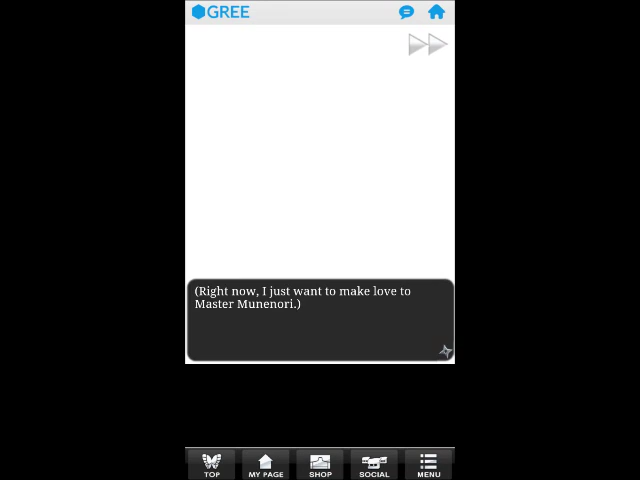 GREE
(Right now, I just want to make love to
Master Munenori.)
TOP
MY PAGE
SHOP
SOCIAL
MENU